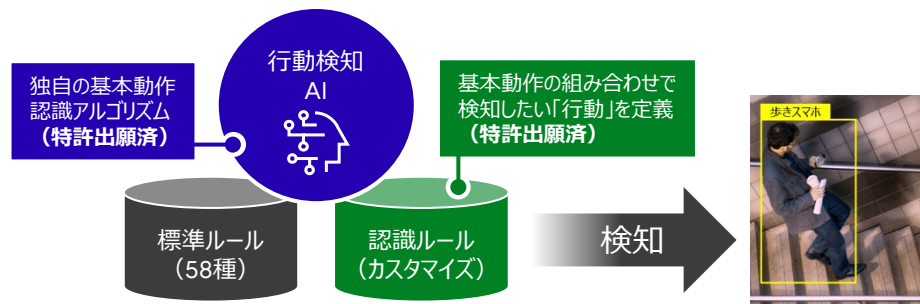 行動検知
AI
独自の基本動作
認識アルゴリズム
（特許出願済）
基本動作の組み合わせで
検知したい「行動」を定義
（特許出願済）
標準ルール
（58種）
認識ルール
（カスタマイズ）
検知
歩きスマホ